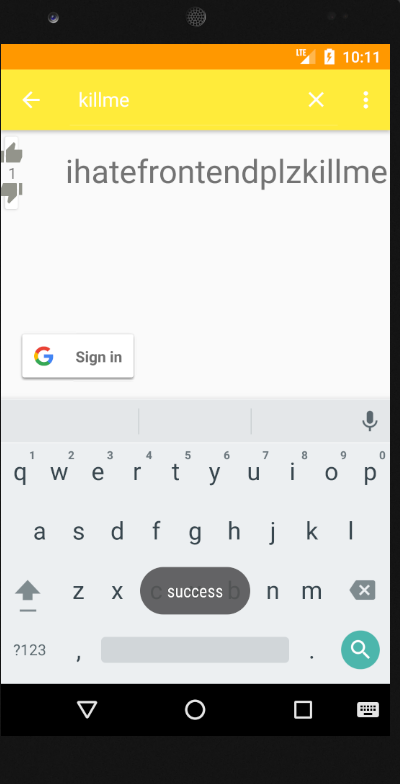 LTE 10:11
killme
1
ihatefrontendplzkillme
Sign in
1 2 3 4 5 6 7 8 9 0
q w e r t y u i o p
a s d f g h j k l
z x c b n m
success
?123 , .